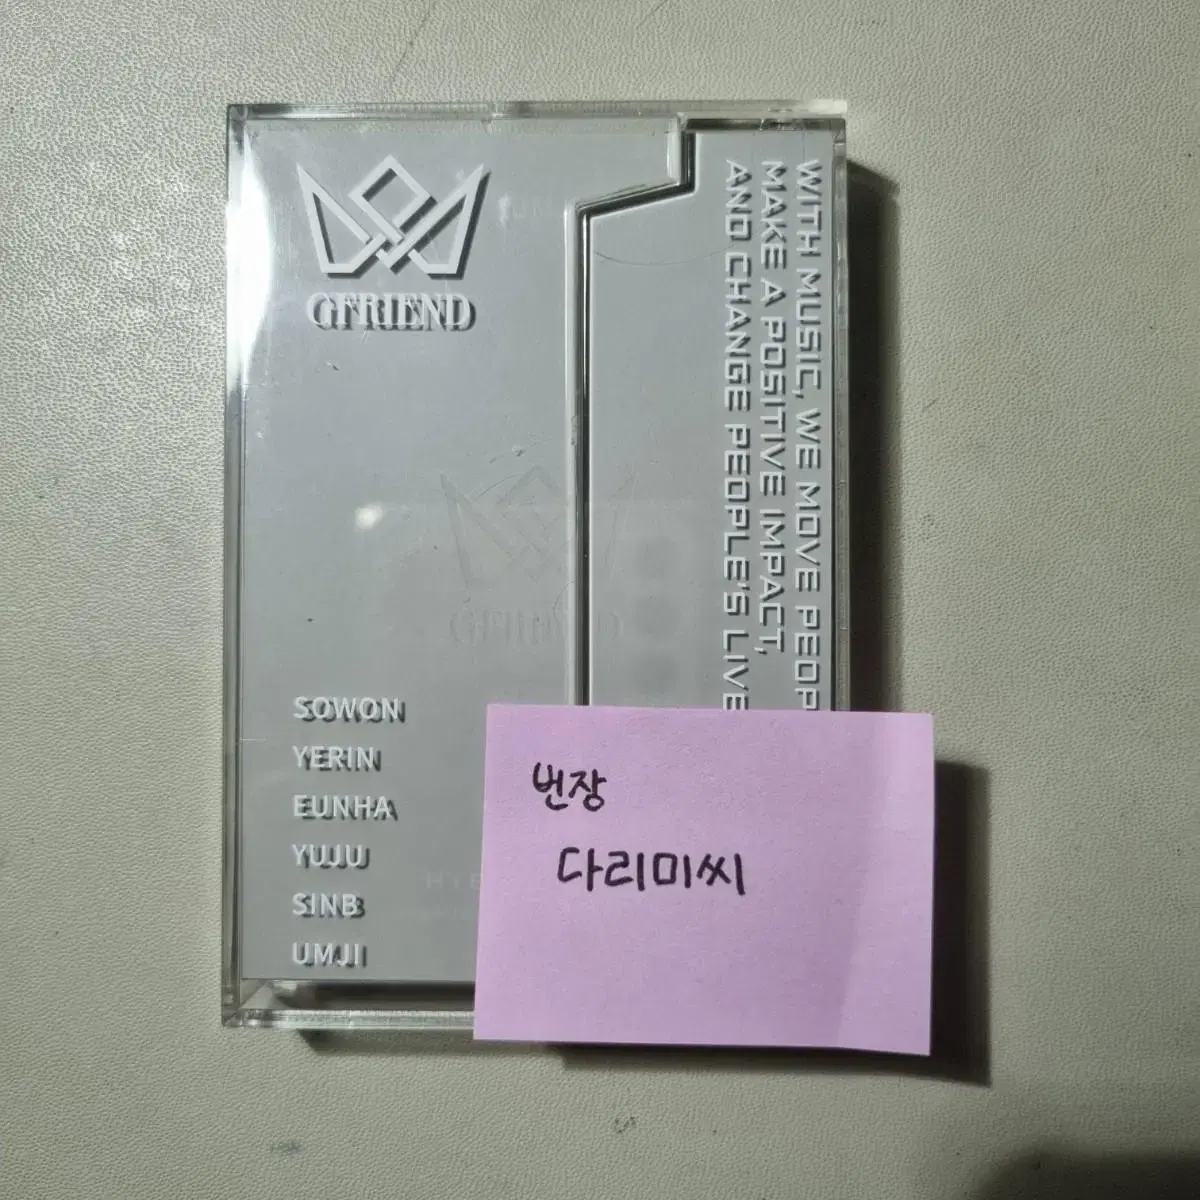 GFRIEND
WITH MUSIC, WE MOVE PEOP
MAKE A POSITIVE IMPACT,
AND CHANGE PEOPLE'S LIVE
GFRIEND
SOWON
YERIN
EUNHA
YUJU
SINB
UMJI
번장
다리미씨